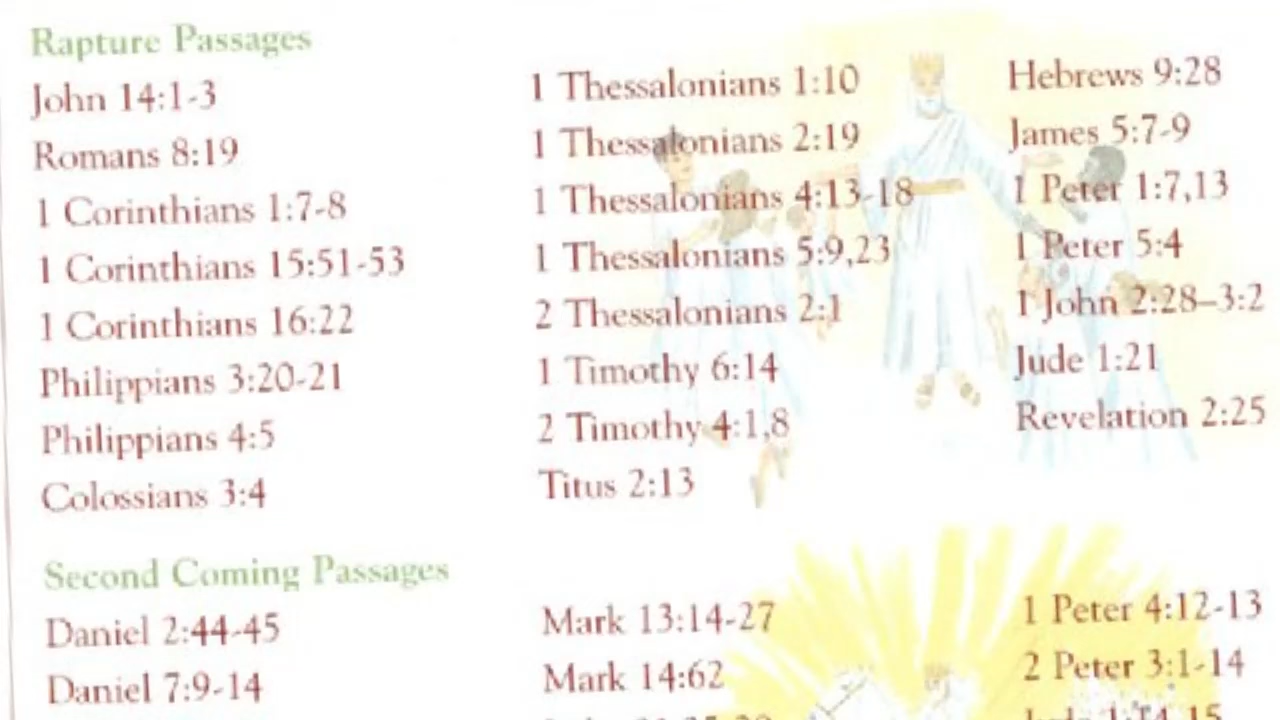 Rapture Passages
John 14:1-3
Romans 8:19
1 Corinthians 1:7-8
1 Corinthians 15:51-53
1 Corinthians 16:22
Philippians 3:20-21
Philippians 4:5
Colossians 3:4
1 Thessalonians 1:10
1 Thessalonians 2:19
1 Thessalonians 4:13-18
1 Thessalonians 5:9,23
2 Thessalonians 2:1
1 Timothy 6:14
2 Timothy 4:1,8
Titus 2:13
Hebrews 9:28
James 5:7-9
1 Peter 1:7,13
1 Peter 5:4
1 John 2:28–3:2
Jude 1:21
Revelation 2:25
Second Coming Passages
Daniel 2:44-45
Daniel 7:9-14
Mark 13:14-27
Mark 14:62
1 Peter 4:12-13
2 Peter 3:1-14